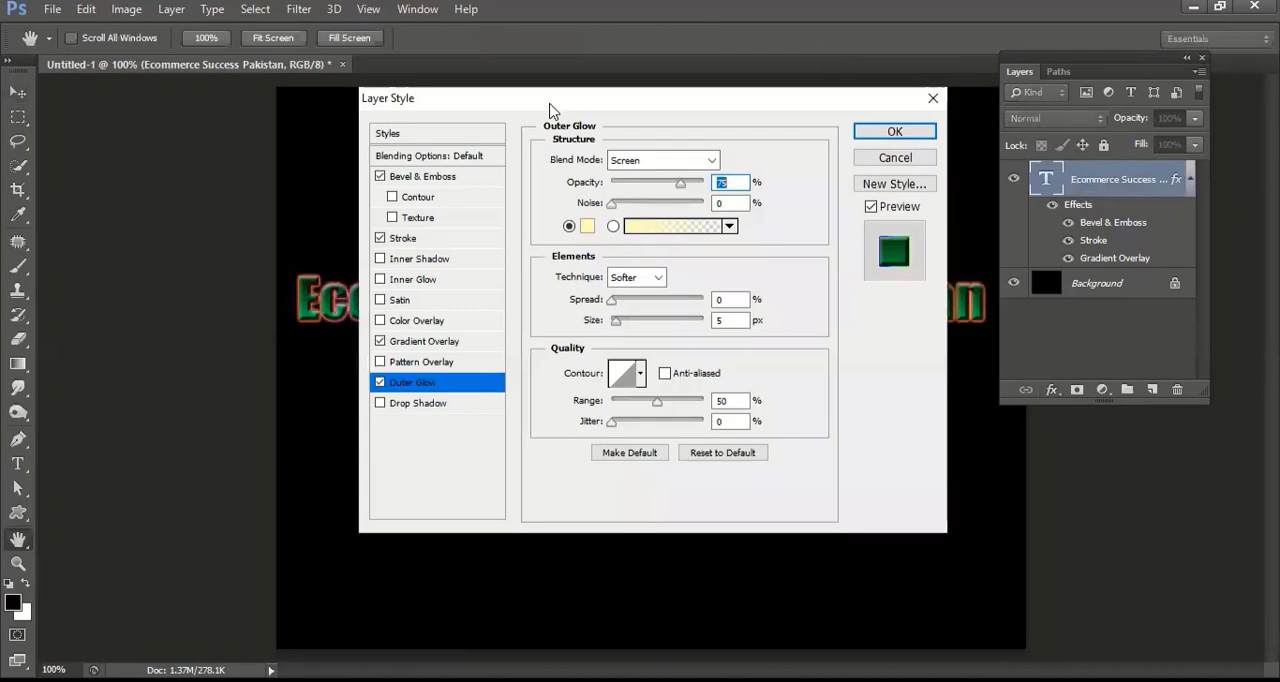 Ps File Edit Image Layer Type Select Filter 3D View Window Help
Scroll All Windows 100% Fit Screen Fill Screen Essentials
Untitled-1 @ 100% (Ecommerce Success Pakistan, RGB/8) * ×
Layer Style
Styles
Blending Options: Default
Bevel & Emboss
Contour
Texture
Stroke
Inner Shadow
Inner Glow
Satin
Color Overlay
Gradient Overlay
Pattern Overlay
Outer Glow
Drop Shadow
Outer Glow
Structure
Blend Mode: Screen
Opacity: 75 %
Noise: 0 %
Elements
Technique: Softer
Spread: 0 %
Size: 5 px
Quality
Contour: Anti-aliased
Range: 50 %
Jitter: 0 %
Make Default Reset to Default
OK
Cancel
New Style...
Preview
Layers Paths
Kind
Normal Opacity: 100%
Lock: Fill: 100%
T Ecommerce Success ... fx
Effects
Bevel & Emboss
Stroke
Gradient Overlay
Background
fx
100% Doc: 1.37M/278.1K